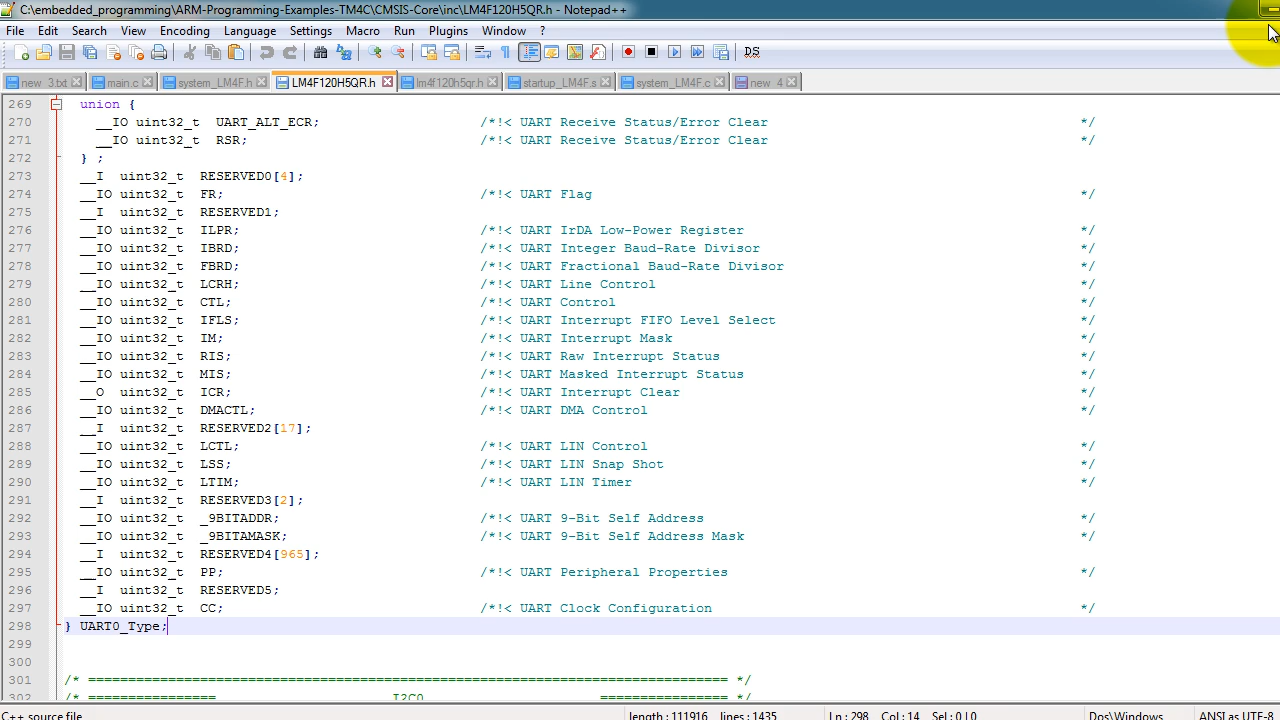 C:\embedded_programming\ARM-Programming-Examples-TM4C\CMSIS-Core\inc\LM4F120H5QR.h - Notepad++
File Edit Search View Encoding Language Settings Macro Run Plugins Window ?
DS
new 3.txt main.c system_LM4F.h LM4F120H5QR.h lm4f120h5qr.h startup_LM4F.s system_LM4F.c new 4
269 union {
270 __IO uint32_t UART_ALT_ECR; /*!< UART Receive Status/Error Clear */
271 __IO uint32_t RSR; /*!< UART Receive Status/Error Clear */
272 } ;
273 __I uint32_t RESERVED0[4];
274 __IO uint32_t FR; /*!< UART Flag */
275 __I uint32_t RESERVED1;
276 __IO uint32_t ILPR; /*!< UART IrDA Low-Power Register */
277 __IO uint32_t IBRD; /*!< UART Integer Baud-Rate Divisor */
278 __IO uint32_t FBRD; /*!< UART Fractional Baud-Rate Divisor */
279 __IO uint32_t LCRH; /*!< UART Line Control */
280 __IO uint32_t CTL; /*!< UART Control */
281 __IO uint32_t IFLS; /*!< UART Interrupt FIFO Level Select */
282 __IO uint32_t IM; /*!< UART Interrupt Mask */
283 __IO uint32_t RIS; /*!< UART Raw Interrupt Status */
284 __IO uint32_t MIS; /*!< UART Masked Interrupt Status */
285 __O uint32_t ICR; /*!< UART Interrupt Clear */
286 __IO uint32_t DMACTL; /*!< UART DMA Control */
287 __I uint32_t RESERVED2[17];
288 __IO uint32_t LCTL; /*!< UART LIN Control */
289 __IO uint32_t LSS; /*!< UART LIN Snap Shot */
290 __IO uint32_t LTIM; /*!< UART LIN Timer */
291 __I uint32_t RESERVED3[2];
292 __IO uint32_t _9BITADDR; /*!< UART 9-Bit Self Address */
293 __IO uint32_t _9BITAMASK; /*!< UART 9-Bit Self Address Mask */
294 __I uint32_t RESERVED4[965];
295 __IO uint32_t PP; /*!< UART Peripheral Properties */
296 __I uint32_t RESERVED5;
297 __IO uint32_t CC; /*!< UART Clock Configuration */
298 } UART0_Type;
299
300
301 /* ================================================================================ */
302 /* ================ I2C0 ================ */
C++ source file length : 111916 lines : 1435 Ln : 298 Col : 14 Sel : 0 | 0 Dos\Windows ANSI as UTF-8